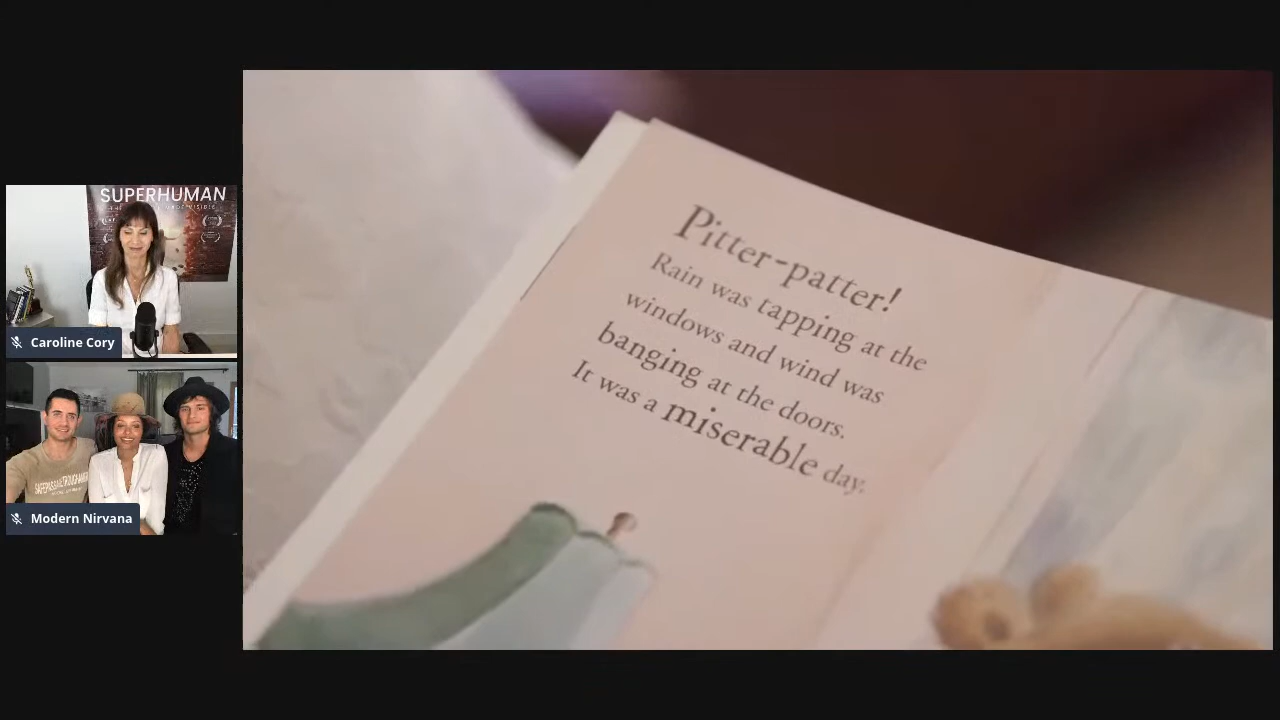 SUPERHUMAN
Caroline Cory
Modern Nirvana
Pitter-patter!
Rain was tapping at the
windows and wind was
banging at the doors.
It was a miserable day.